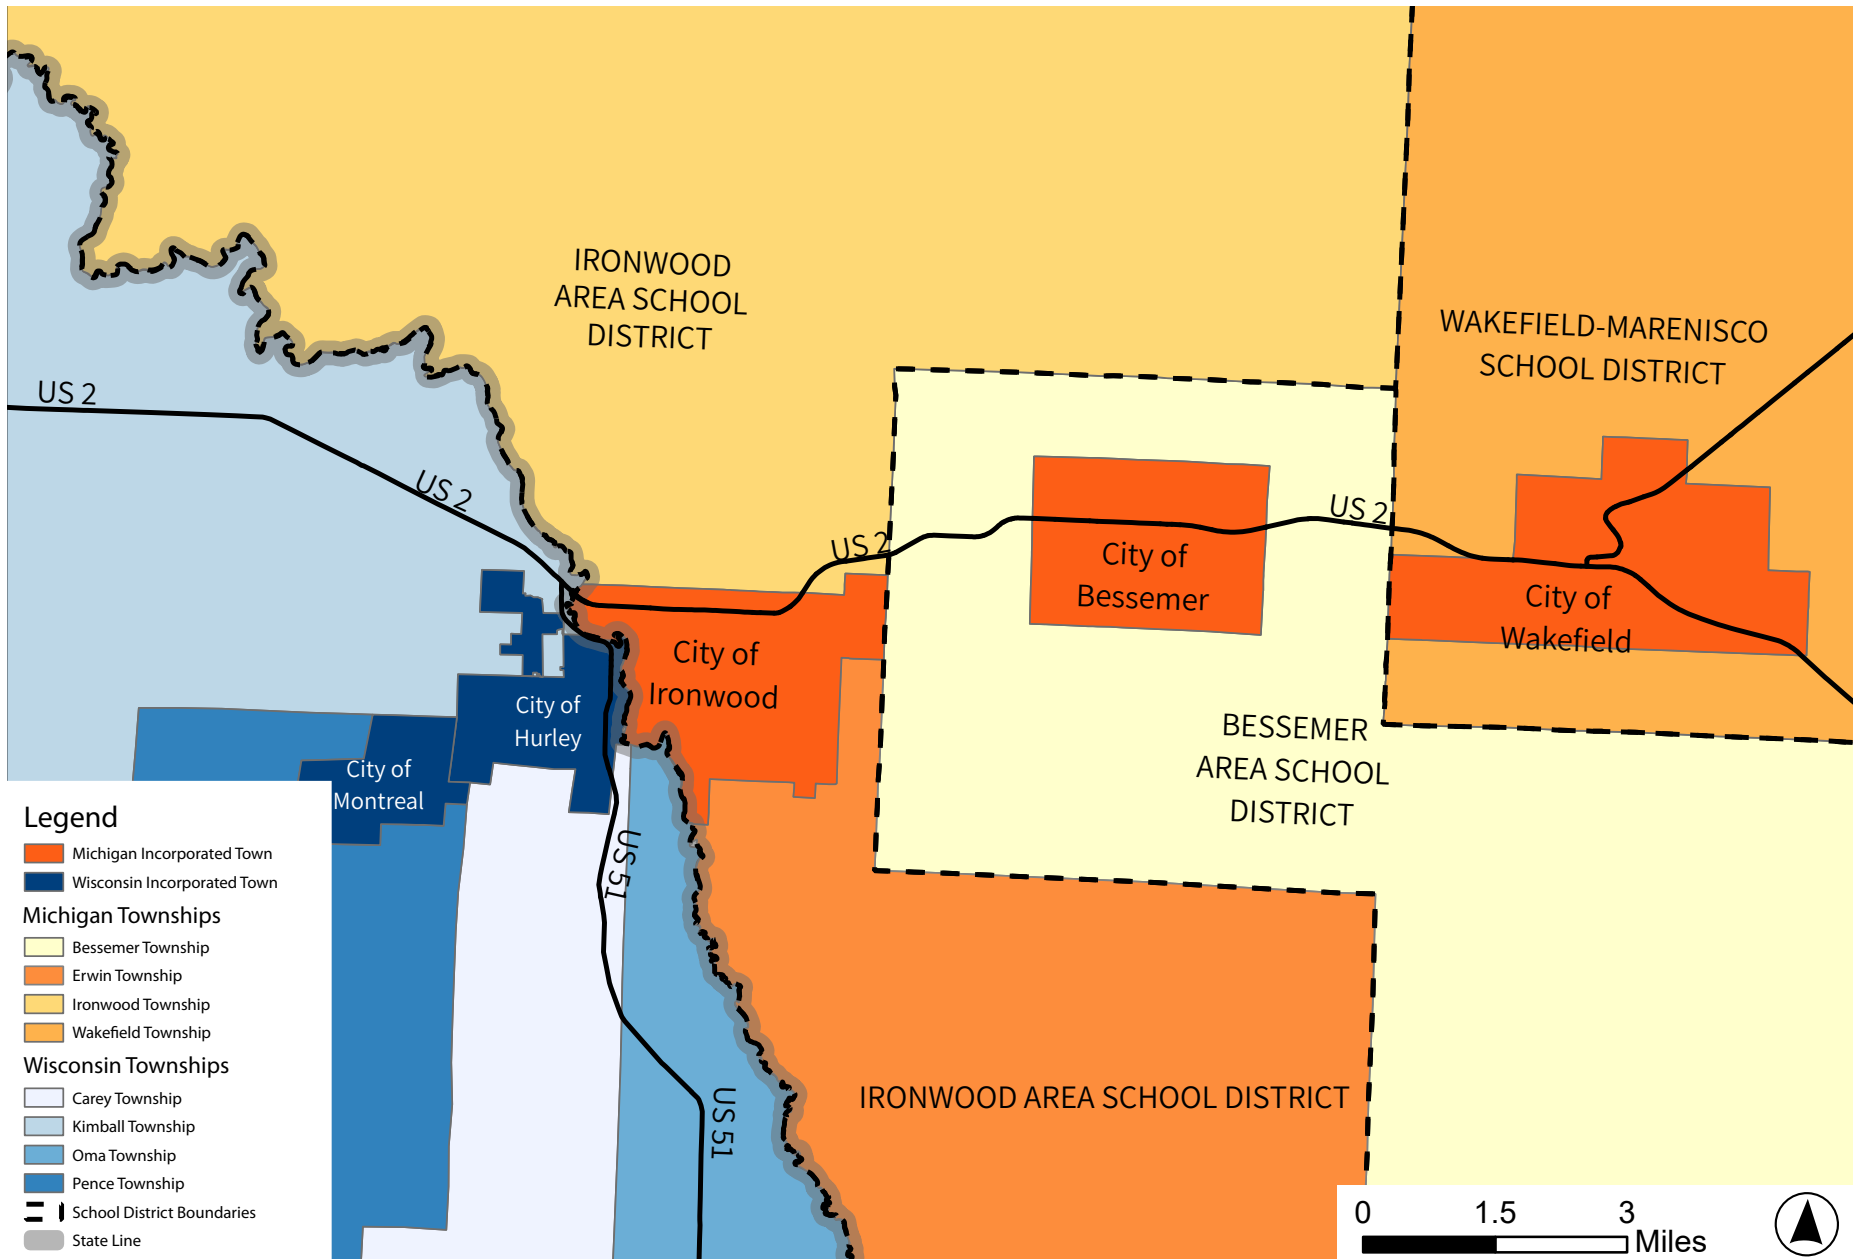 IRONWOOD
AREA SCHOOL
DISTRICT
WAKEFIELD-MARENISCO
SCHOOL DISTRICT
US 2
US 2
US 2
US 2
City of
Bessemer
City of
Wakefield
City of
Ironwood
City of
Hurley
City of
Montreal
BESSEMER
AREA SCHOOL
DISTRICT
US 51
US 51
IRONWOOD AREA SCHOOL DISTRICT
Legend
Michigan Incorporated Town
Wisconsin Incorporated Town
Michigan Townships
Bessemer Township
Erwin Township
Ironwood Township
Wakefield Township
Wisconsin Townships
Carey Township
Kimball Township
Oma Township
Pence Township
School District Boundaries
State Line
0 1.5 3
Miles